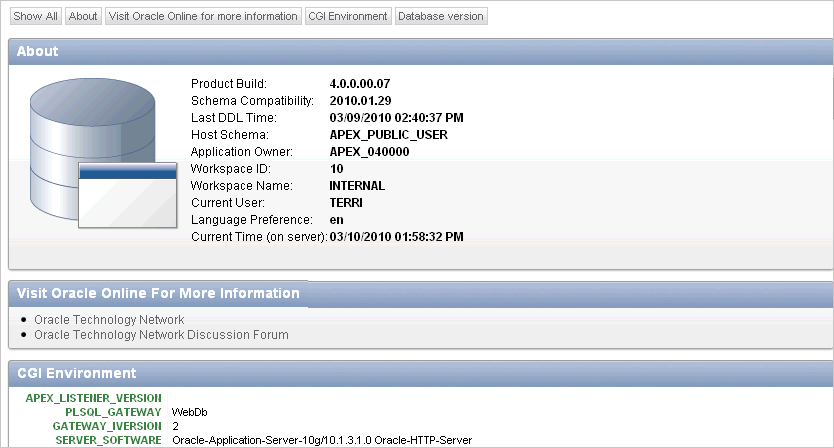 Show All About Visit Oracle Online for more information CGI Environment Database version
About
Product Build: 4.0.0.00.07
Schema Compatibility: 2010.01.29
Last DDL Time: 03/09/2010 02:40:37 PM
Host Schema: APEX_PUBLIC_USER
Application Owner: APEX_040000
Workspace ID: 10
Workspace Name: INTERNAL
Current User: TERRI
Language Preference: en
Current Time (on server): 03/10/2010 01:58:32 PM
Visit Oracle Online For More Information
Oracle Technology Network
Oracle Technology Network Discussion Forum
CGI Environment
APEX_LISTENER_VERSION
PLSQL_GATEWAY WebDb
GATEWAY_IVERSION 2
SERVER_SOFTWARE Oracle-Application-Server-10g/10.1.3.1.0 Oracle-HTTP-Server